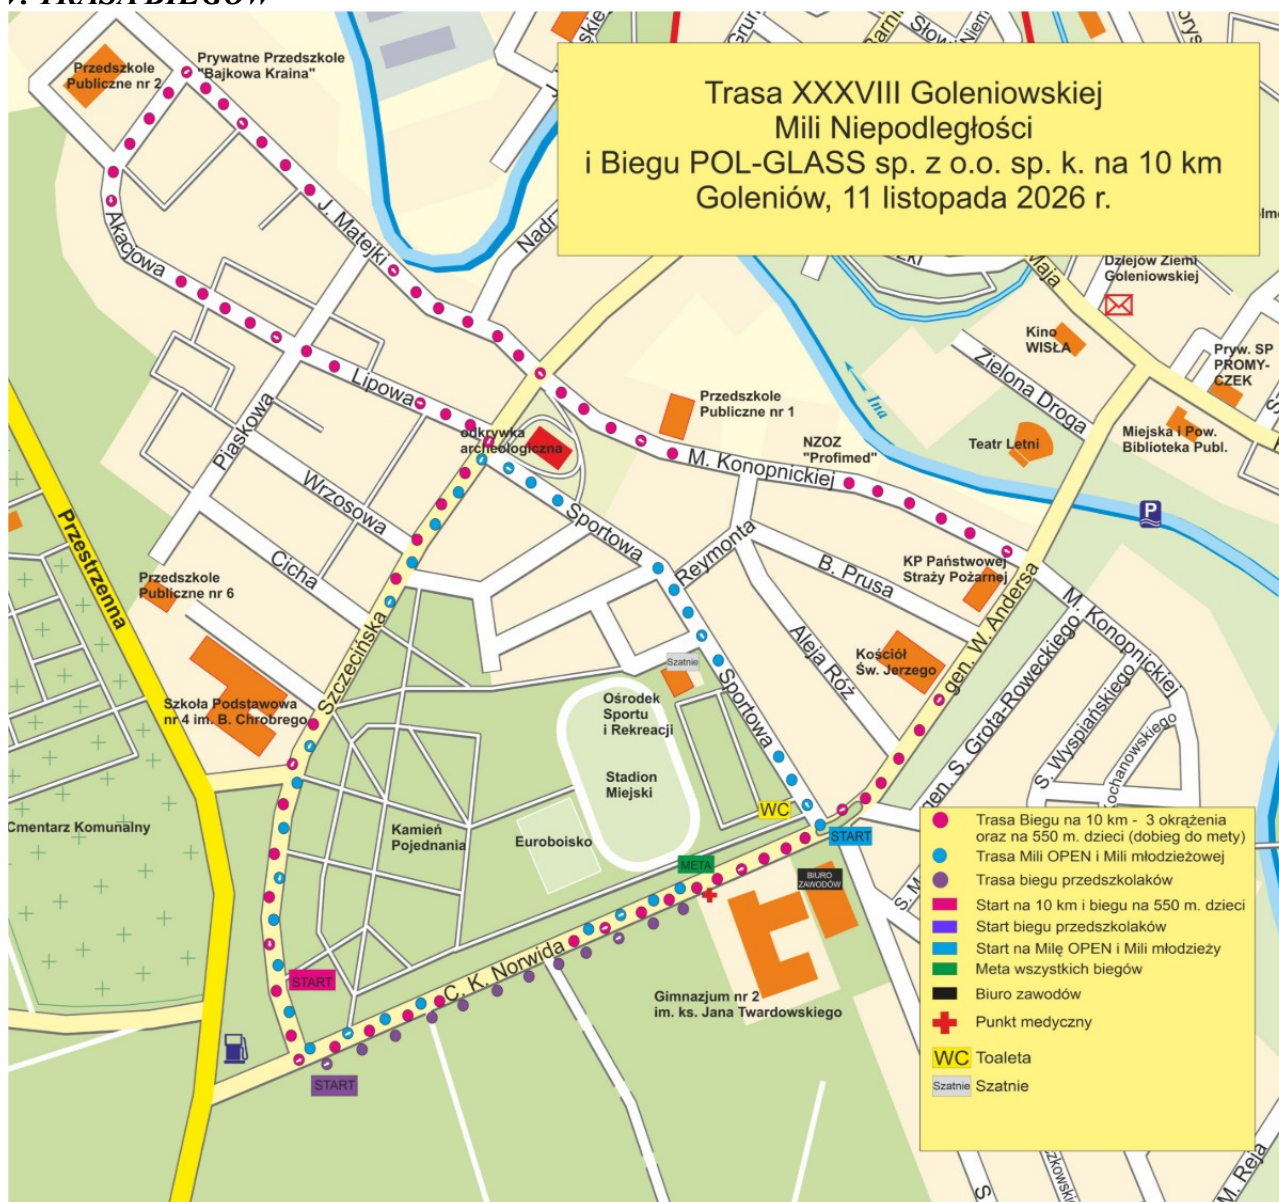 TRASA BIEGÓW
Trasa XXXVIII Goleniowskiej
Mili Niepodległości
i Biegu POL-GLASS sp. z o.o. sp. k. na 10 km
Goleniów, 11 listopada 2026 r.
Przedszkole
Publiczne nr 2
Prywatne Przedszkole
"Bajkowa Kraina"
J. Matejki
Akacjowa
Lipowa
Piaskowa
Wrzosowa
Cicha
Przestrzenna
odkrywka
archeologiczna
Przedszkole
Publiczne nr 1
NZOZ
"Profimed"
M. Konopnickiej
Sportowa
Reymonta
B. Prusa
Aleja Róż
KP Państwowej
Straży Pożarnej
Kościół
Św. Jerzego
gen. W. Andersa
Ina
Kino
WISŁA
Zielona Droga
Teatr Letni
Dziejów Ziemi
Goleniowskiej
Maja
Pryw. SP
PROMY-
CZEK
Miejska i Pow.
Biblioteka Publ.
P
M. Konopnickiej
gen. S. Grota-Roweckiego
S. Wyspiańskiego
Przedszkole
Publiczne nr 6
Szkoła Podstawowa
nr 4 im. B. Chrobrego
Szczecińska
Szatnie
Ośrodek
Sportu
i Rekreacji
Sportowa
Stadion
Miejski
WC
START
Cmentarz Komunalny
Kamień
Pojednania
Euroboisko
META
BIURO
ZAWODÓW
C. K. Norwida
START
START
Gimnazjum nr 2
im. ks. Jana Twardowskiego
Trasa Biegu na 10 km - 3 okrążenia
oraz na 550 m. dzieci (dobieg do mety)
Trasa Mili OPEN i Mili młodzieżowej
Trasa biegu przedszkolaków
Start na 10 km i biegu na 550 m. dzieci
Start biegu przedszkolaków
Start na Milę OPEN i Mili młodzieży
Meta wszystkich biegów
Biuro zawodów
Punkt medyczny
WC Toaleta
Szatnie Szatnie
M. Reja